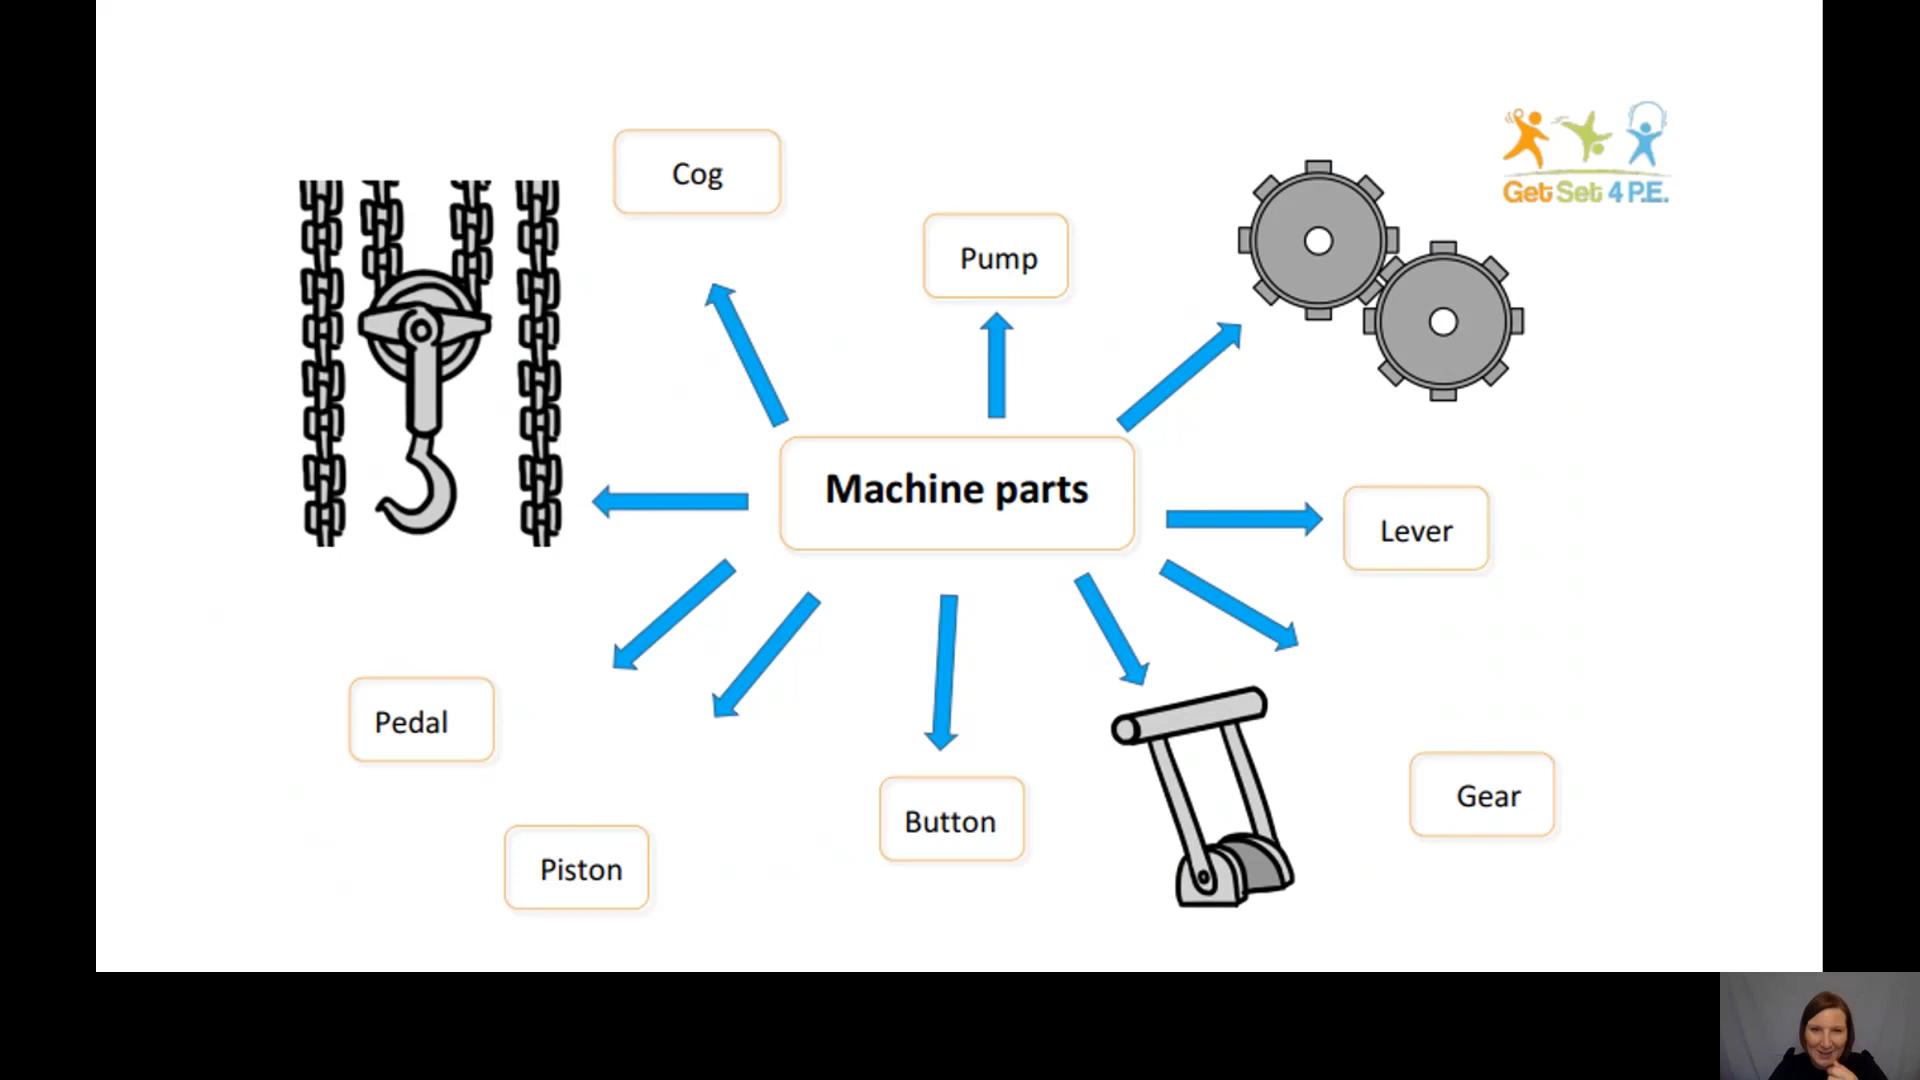 Cog
Get Set 4 P.E.
Pump
Machine parts
Lever
Pedal
Gear
Button
Piston